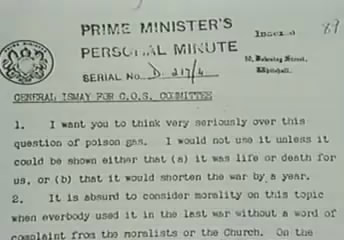 PRIME MINISTER'S
PERSONAL MINUTE
SERIAL No. D. 217/4
10, Downing Street,
Whitehall.
GENERAL ISMAY FOR C.O.S. COMMITTEE
1. I want you to think very seriously over this
question of poison gas. I would not use it unless it
could be shown either that (a) it was life or death for
us, or (b) that it would shorten the war by a year.
2. It is absurd to consider morality on this topic
when everbody used it in the last war without a word of
complaint from the moralists or the Church. On the